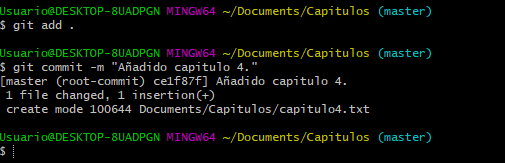 Usuario@DESKTOP-8UADPGN MINGW64 ~/Documents/Capitulos (master)
$ git add .
Usuario@DESKTOP-8UADPGN MINGW64 ~/Documents/Capitulos (master)
$ git commit -m "Añadido capitulo 4."
[master (root-commit) ce1f87f] Añadido capitulo 4.
 1 file changed, 1 insertion(+)
 create mode 100644 Documents/Capitulos/capitulo4.txt
Usuario@DESKTOP-8UADPGN MINGW64 ~/Documents/Capitulos (master)
$